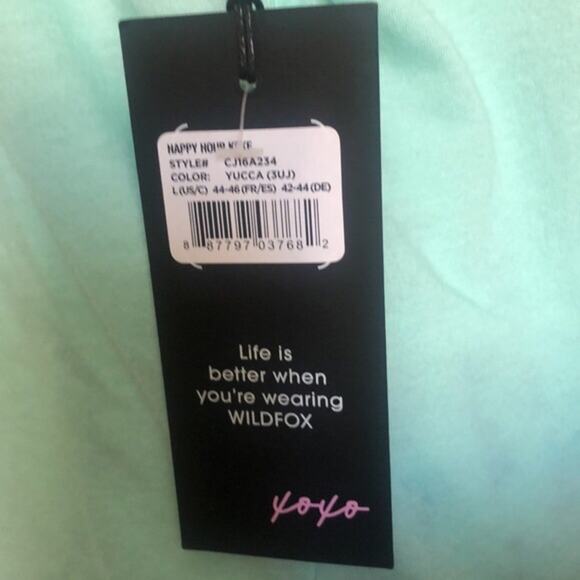 HAPPY HOUR
STYLE# CJ16A234
COLOR: YUCCA (3UJ)
L(US/C) 44-46(FR/ES) 42-44(DE)
8 87797 03768 2
Life is
better when
you're wearing
WILDFOX
xoxo